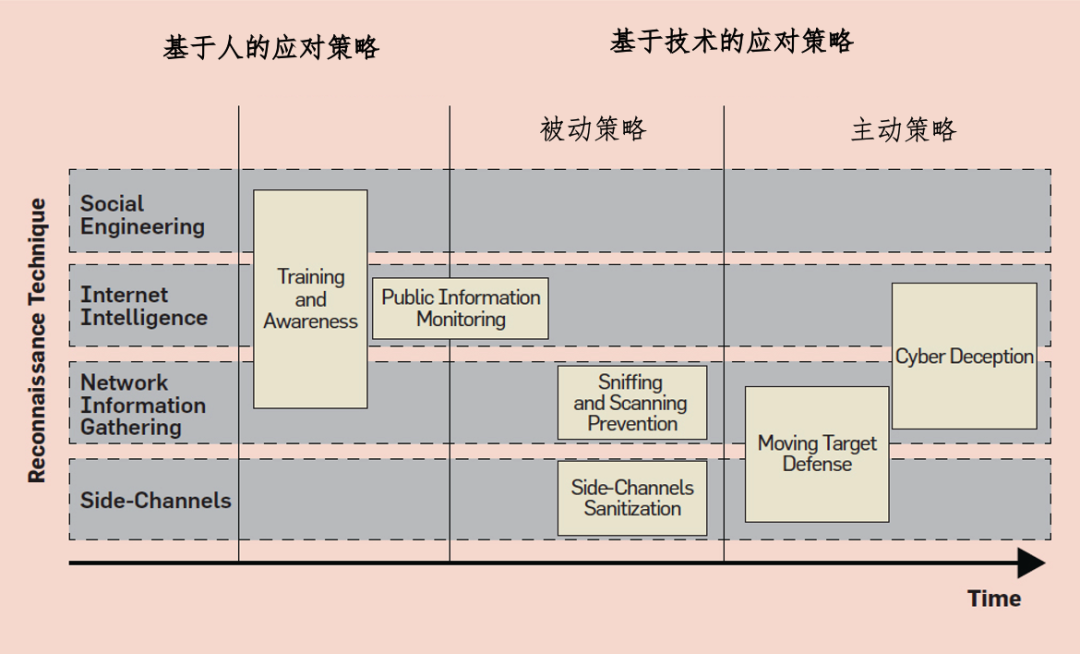 基于人的应对策略
基于技术的应对策略
被动策略
主动策略
Reconnaissance Technique
Social
Engineering
Internet
Intelligence
Network
Information
Gathering
Side-Channels
Training
and
Awareness
Public Information
Monitoring
Sniffing
and Scanning
Prevention
Side-Channels
Sanitization
Moving Target
Defense
Cyber Deception
Time